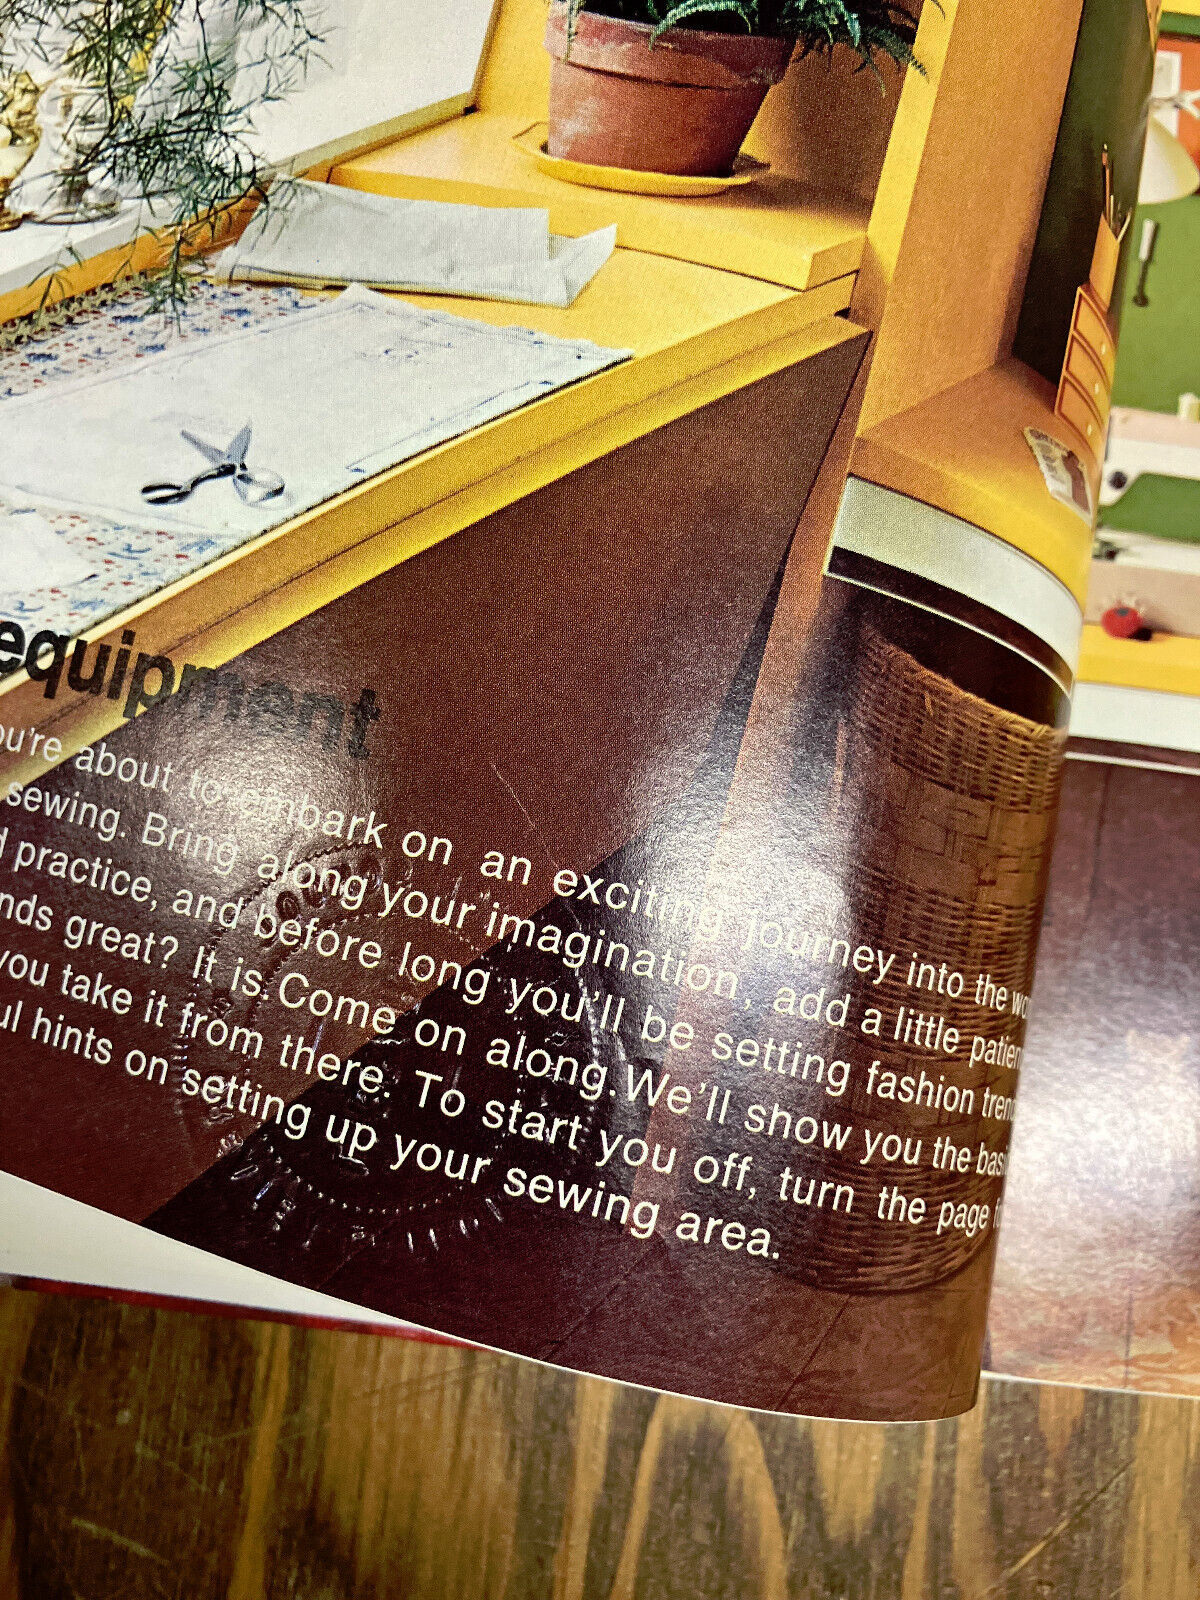 equipment
ou're about to embark on an exciting journey into the wo
sewing. Bring along your imagination, add a little patien
d practice, and before long you'll be setting fashion tren
nds great? It is. Come on along. We'll show you the basi
you take it from there. To start you off, turn the page f
ul hints on setting up your sewing area.